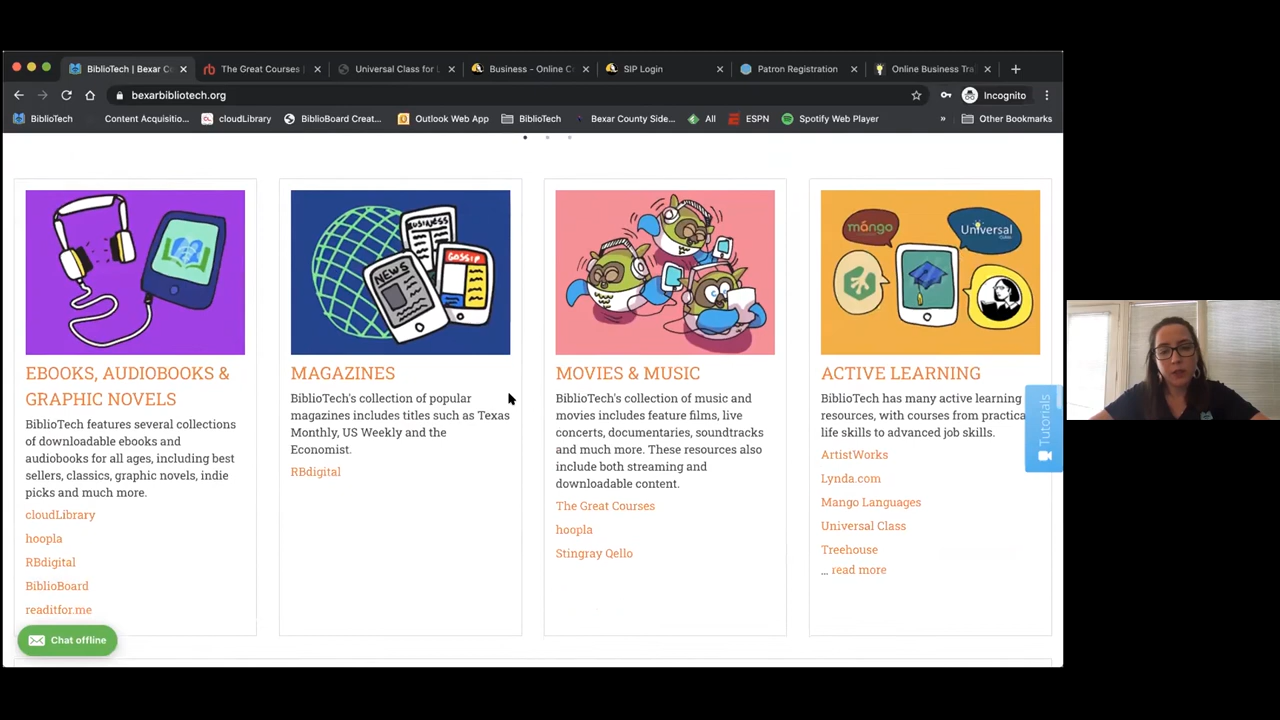 BiblioTech | Bexar C
The Great Courses
Universal Class for
Business - Online C
SIP Login
Patron Registration
Online Business Tra
bexarbibliotech.org
Incognito
BiblioTech
Content Acquisitio...
cloudLibrary
BiblioBoard Creat...
Outlook Web App
BiblioTech
Bexar County Side...
All
ESPN
Spotify Web Player
»
Other Bookmarks
BUSINESS
NEWS
GOSSIP
mango
Universal
Class
EBOOKS, AUDIOBOOKS &
GRAPHIC NOVELS
BiblioTech features several collections
of downloadable ebooks and
audiobooks for all ages, including best
sellers, classics, graphic novels, indie
picks and much more.
cloudLibrary
hoopla
RBdigital
BiblioBoard
readitfor.me
Chat offline
MAGAZINES
BiblioTech's collection of popular
magazines includes titles such as Texas
Monthly, US Weekly and the
Economist.
RBdigital
MOVIES & MUSIC
BiblioTech's collection of music and
movies includes feature films, live
concerts, documentaries, soundtracks
and much more. These resources also
include both streaming and
downloadable content.
The Great Courses
hoopla
Stingray Qello
ACTIVE LEARNING
BiblioTech has many active learning
resources, with courses from practica
life skills to advanced job skills.
ArtistWorks
Lynda.com
Mango Languages
Universal Class
Treehouse
... read more
Tutorials